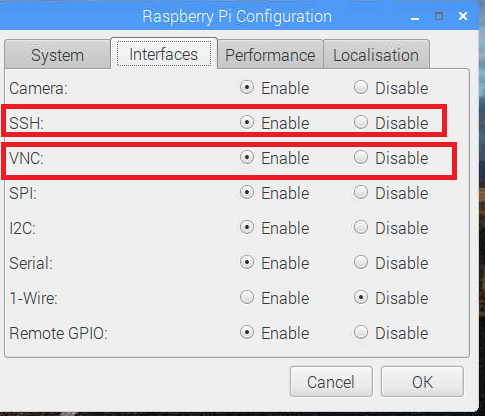 Raspberry Pi Configuration
System Interfaces Performance Localisation
Camera: Enable Disable
SSH: Enable Disable
VNC: Enable Disable
SPI: Enable Disable
I2C: Enable Disable
Serial: Enable Disable
1-Wire: Enable Disable
Remote GPIO: Enable Disable
Cancel OK